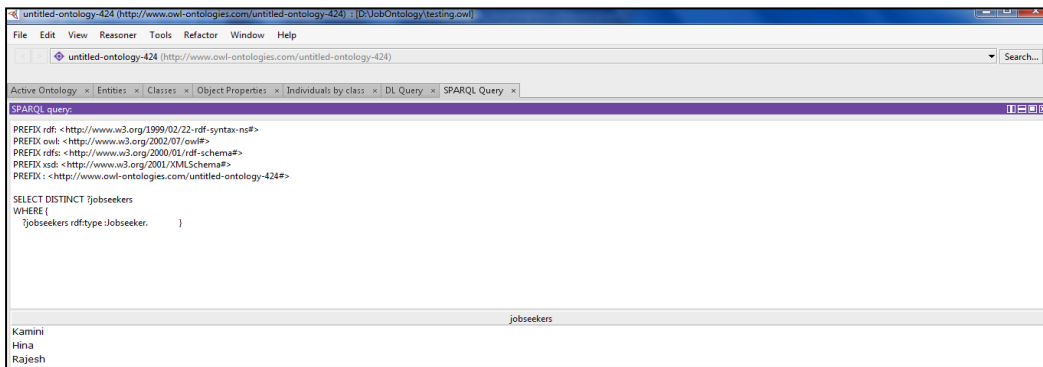 untitled-ontology-424 (http://www.owl-ontologies.com/untitled-ontology-424) : [D:\JobOntology\testing.owl]
File Edit View Reasoner Tools Refactor Window Help
untitled-ontology-424 (http://www.owl-ontologies.com/untitled-ontology-424) Search...
Active Ontology × Entities × Classes × Object Properties × Individuals by class × DL Query × SPARQL Query ×
SPARQL query:
PREFIX rdf: <http://www.w3.org/1999/02/22-rdf-syntax-ns#>
PREFIX owl: <http://www.w3.org/2002/07/owl#>
PREFIX rdfs: <http://www.w3.org/2000/01/rdf-schema#>
PREFIX xsd: <http://www.w3.org/2001/XMLSchema#>
PREFIX : <http://www.owl-ontologies.com/untitled-ontology-424#>
SELECT DISTINCT ?jobseekers
WHERE {
?jobseekers rdf:type :Jobseeker. }
jobseekers
Kamini
Hina
Rajesh